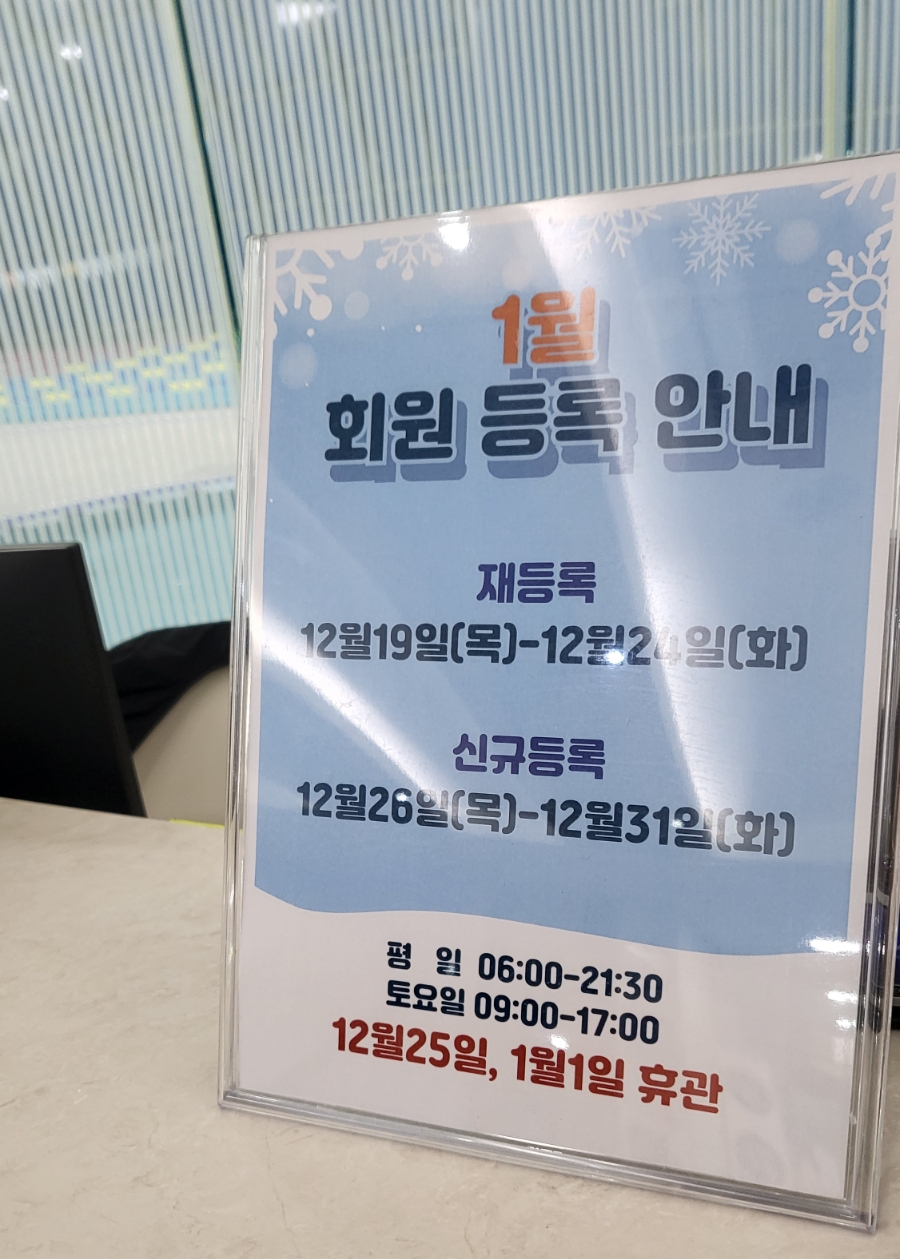 1월
회원 등록 안내
재등록
12월19일(목)-12월24일(화)
신규등록
12월26일(목)-12월31일(화)
평 일 06:00-21:30
토요일 09:00-17:00
12월25일, 1월1일 휴관